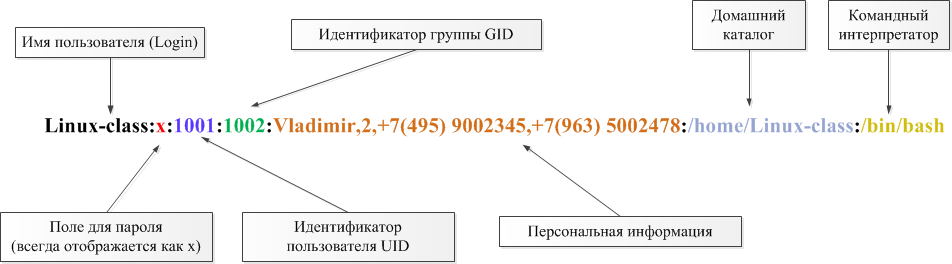 Имя пользователя (Login)
Идентификатор группы GID
Домашний
каталог
Командный
интерпретатор
Linux-class:x:1001:1002:Vladimir,2,+7(495) 9002345,+7(963) 5002478:/home/Linux-class:/bin/bash
Поле для пароля
(всегда отображается как x)
Идентификатор
пользователя UID
Персональная информация